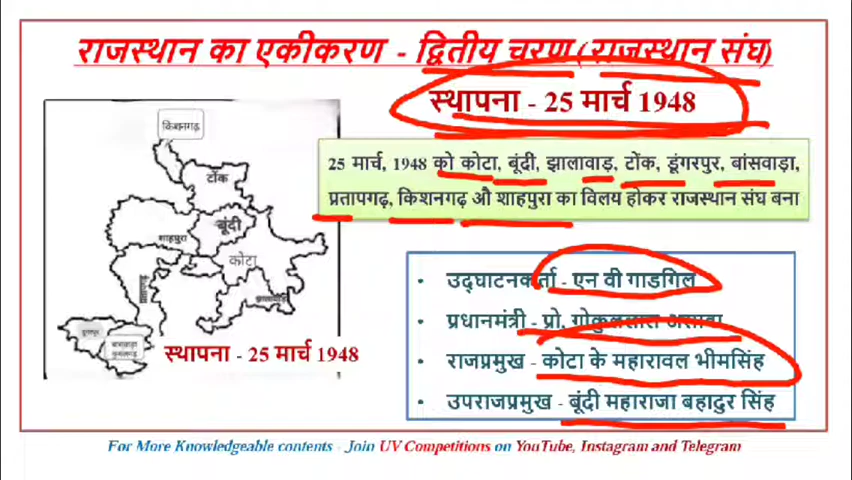 राजस्थान का एकीकरण - द्वितीय चरण (राजस्थान संघ)
स्थापना - 25 मार्च 1948
25 मार्च, 1948 को कोटा, बूंदी, झालावाड़, टोंक, डूंगरपुर, बांसवाड़ा,
प्रतापगढ़, किशनगढ़ औ शाहपुरा का विलय होकर राजस्थान संघ बना
किशनगढ़
टोंक
बूंदी
शाहपुरा
कोटा
स्थापना - 25 मार्च 1948
• उद्घाटनकर्ता - एन वी गाडगिल
• प्रधानमंत्री - प्रो. गोकुललाल असावा
• राजप्रमुख - कोटा के महारावल भीमसिंह
• उपराजप्रमुख - बूंदी महाराजा बहादुर सिंह
For More Knowledgeable contents - Join UV Competitions on YouTube, Instagram and Telegram